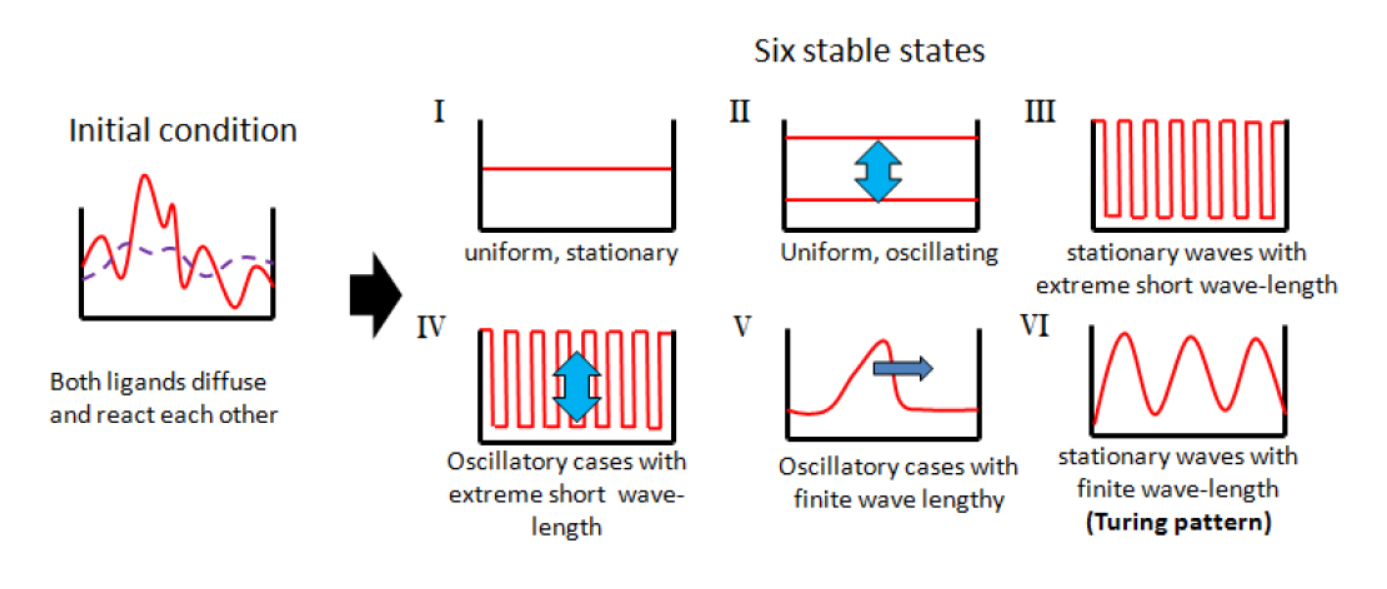 Six stable states
Initial condition
Both ligands diffuse
and react each other
I
uniform, stationary
II
Uniform, oscillating
III
stationary waves with
extreme short wave-length
IV
Oscillatory cases with
extreme short wave-
length
V
Oscillatory cases with
finite wave lengthy
VI
stationary waves with
finite wave-length
(Turing pattern)